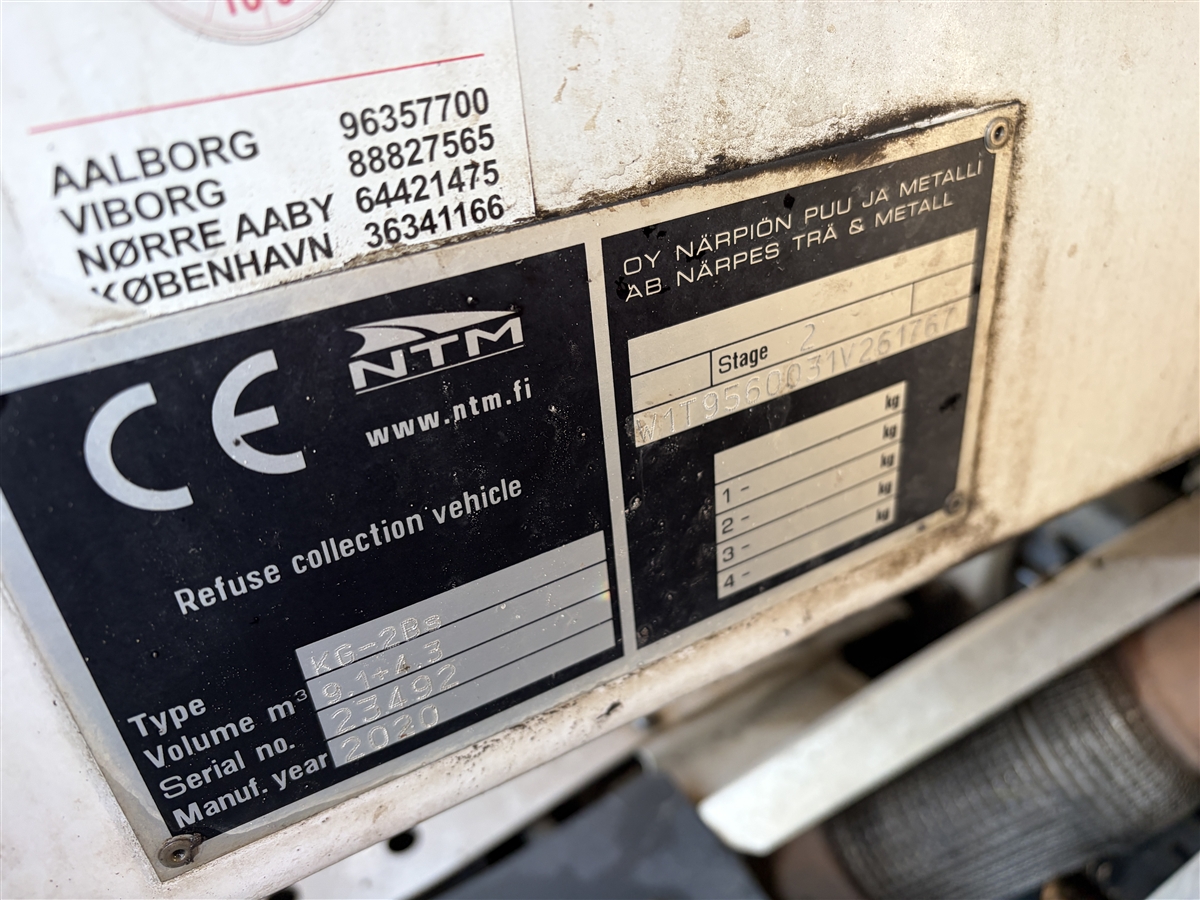 AALBORG 96357700
VIBORG 88827565
NØRRE AABY 64421475
KØBENHAVN 36341166
CE
NTM
www.ntm.fi
Refuse collection vehicle
Type KG-2Bs
Volume m³ 9.1+4.3
Serial no. 23492
Manuf. year 2020
OY NÄRPIÖN PUU JA METALLI
AB NÄRPES TRÄ & METALL
Stage 2
W1T9560031V261767
kg
1 - kg
2 - kg
3 - kg
4 - kg